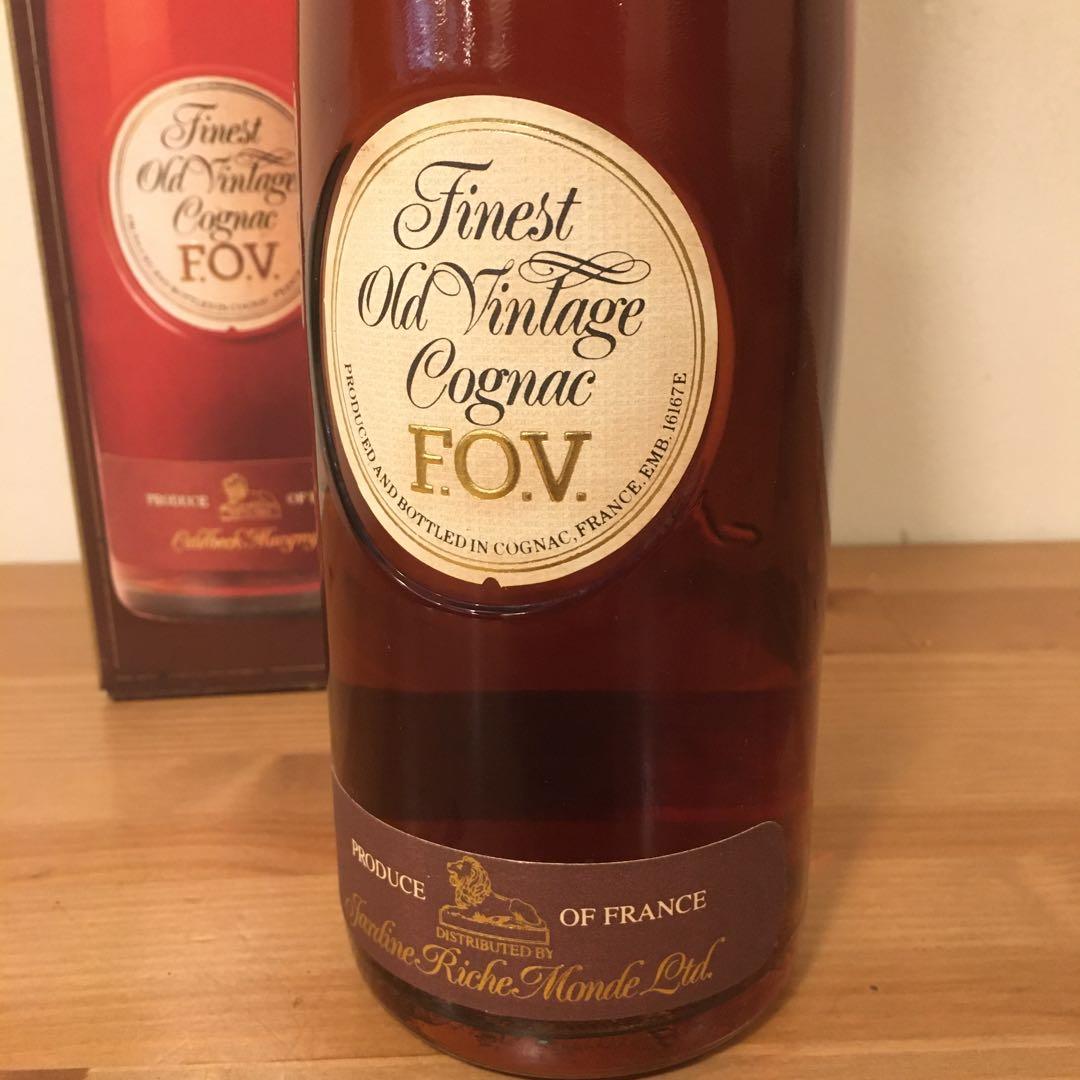 Finest
Old Vintage
Cognac
F.O.V.
PRODUCE
Finest
Old Vintage
Cognac
F.O.V.
PRODUCED AND BOTTLED IN COGNAC, FRANCE. EMB. 16167E
PRODUCE OF FRANCE
DISTRIBUTED BY
Jardine Riche Monde Ltd.